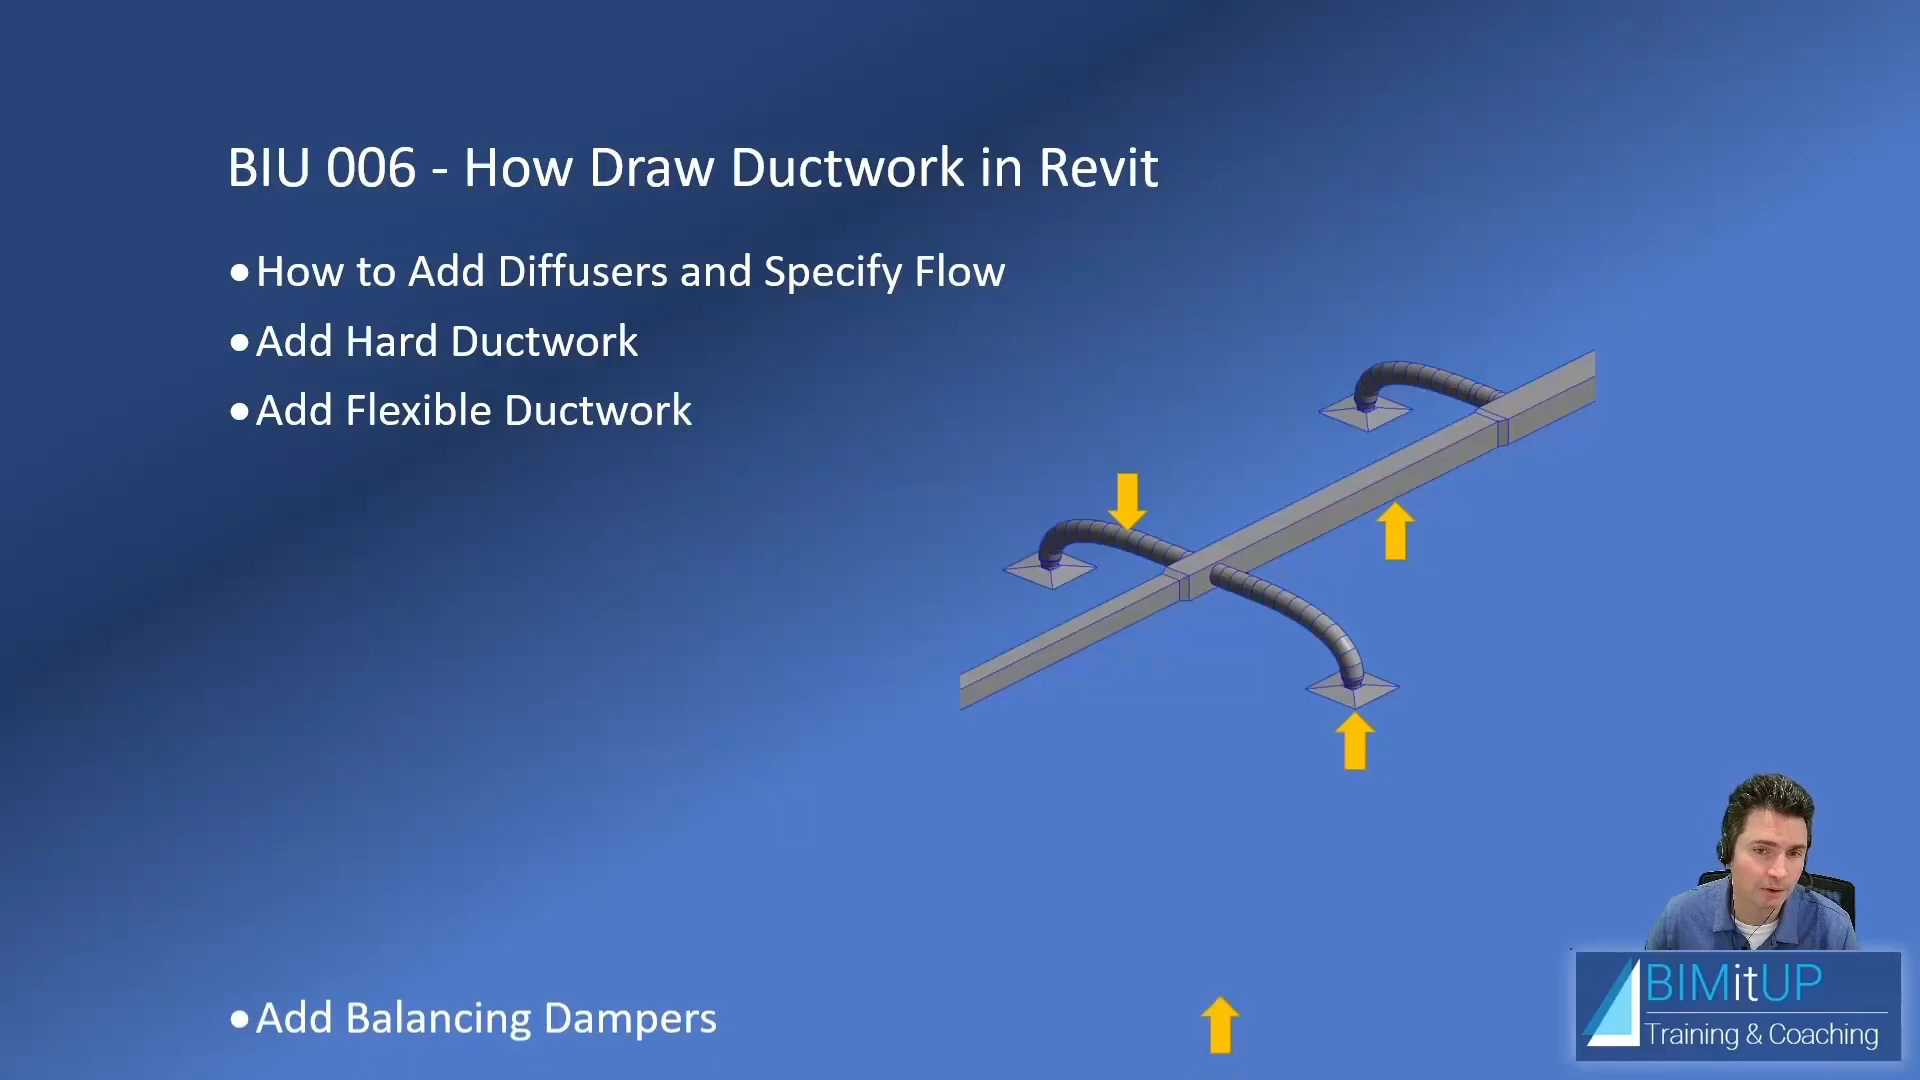 BIU 006 - How Draw Ductwork in Revit
●How to Add Diffusers and Specify Flow
●Add Hard Ductwork
●Add Flexible Ductwork
●Add Balancing Dampers
BIMitUP
Training & Coaching